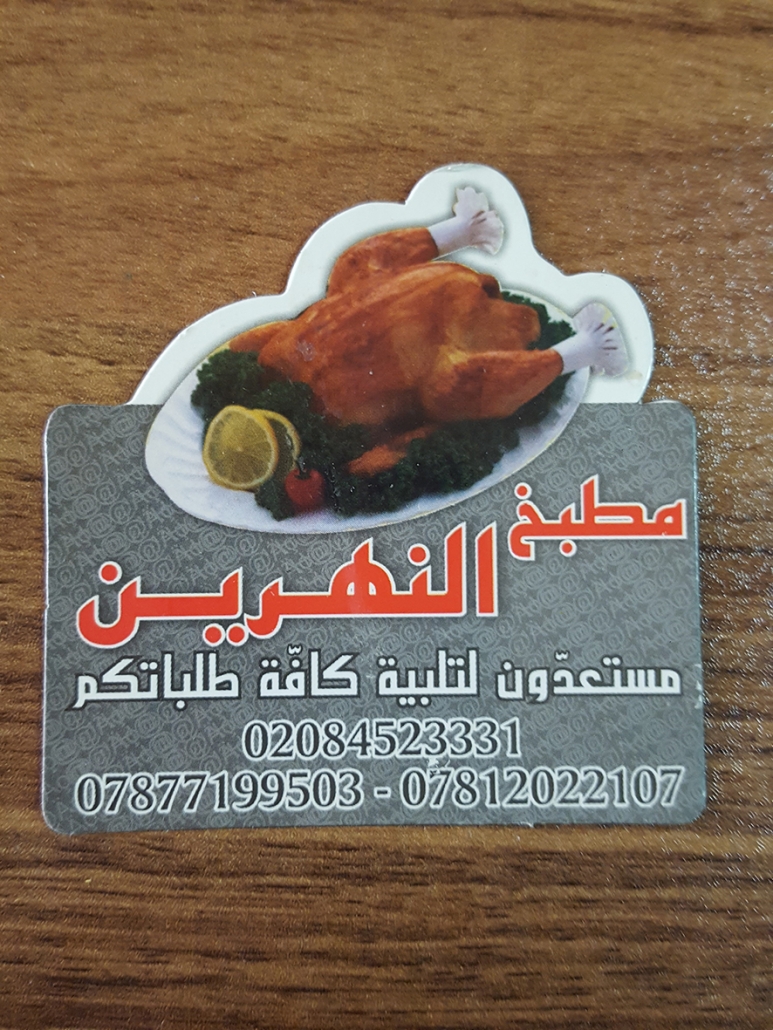 مطبخ
النهرين
مستعدّون لتلبية كافّة طلباتكم
02084523331
07877199503 - 07812022107